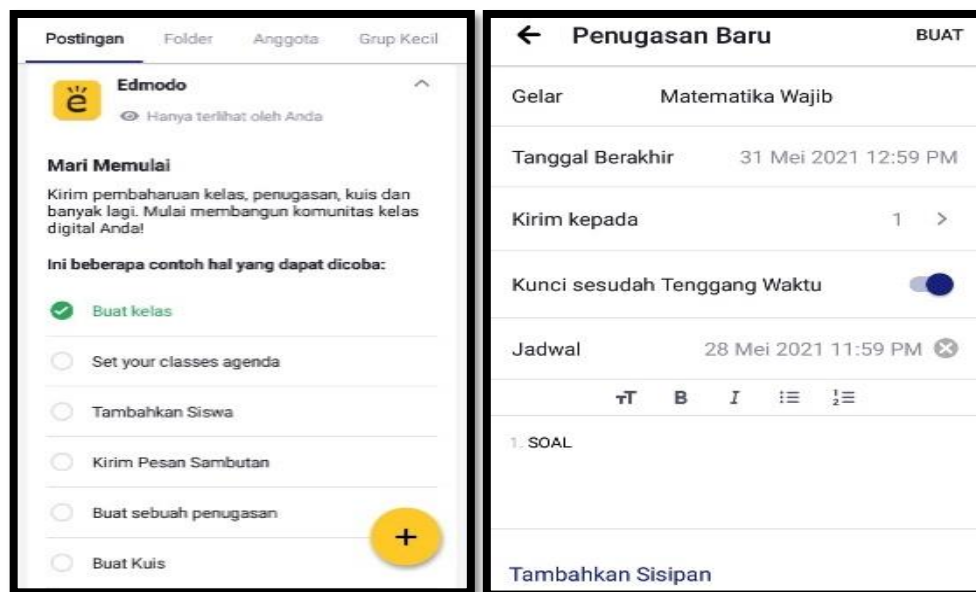 Postingan Folder Anggota Grup Kecil
Edmodo
Hanya terlihat oleh Anda
Mari Memulai
Kirim pembaharuan kelas, penugasan, kuis dan
banyak lagi. Mulai membangun komunitas kelas
digital Anda!
Ini beberapa contoh hal yang dapat dicoba:
Buat kelas
Set your classes agenda
Tambahkan Siswa
Kirim Pesan Sambutan
Buat sebuah penugasan
Buat Kuis
Penugasan Baru BUAT
Gelar Matematika Wajib
Tanggal Berakhir 31 Mei 2021 12:59 PM
Kirim kepada 1 >
Kunci sesudah Tenggang Waktu
Jadwal 28 Mei 2021 11:59 PM
TT B I
1. SOAL
Tambahkan Sisipan